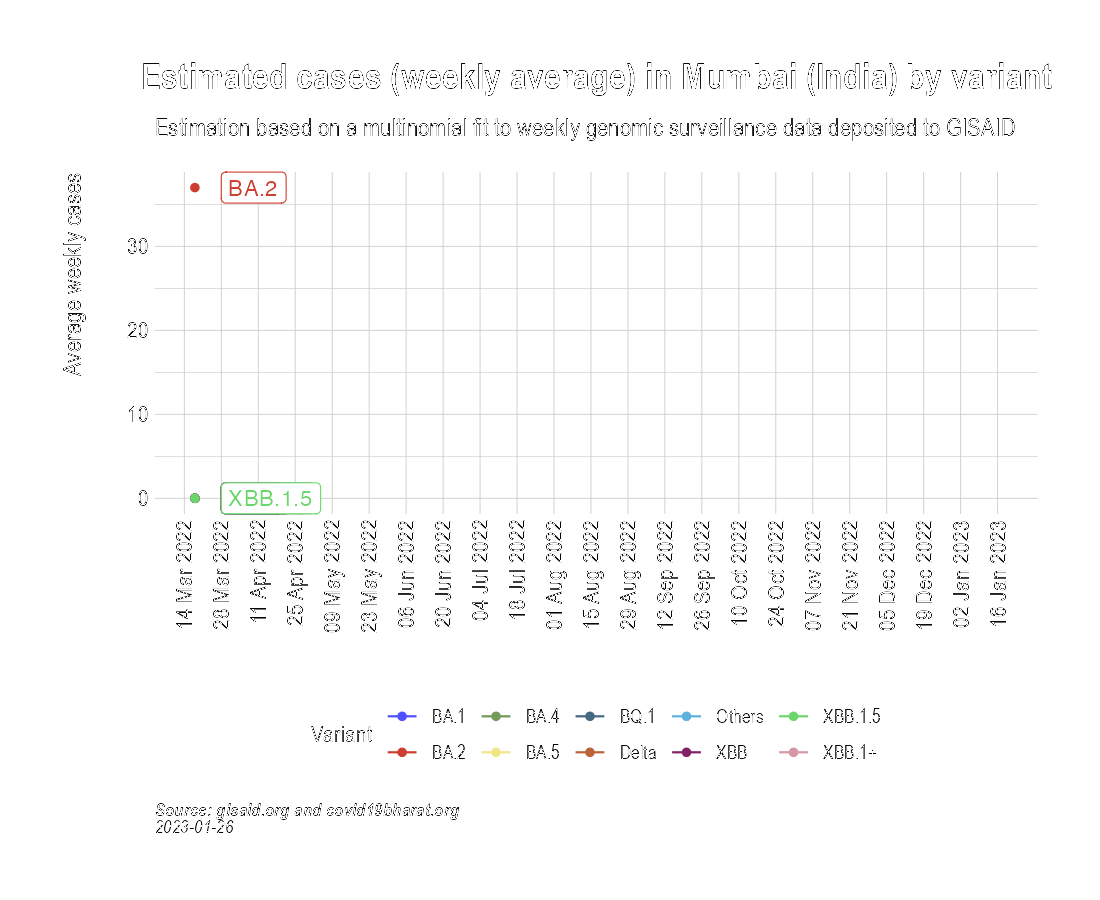 Estimated cases (weekly average) in Mumbai (India) by variant
Estimation based on a multinomial fit to weekly genomic surveillance data deposited to GISAID
Average weekly cases
30
20
10
0
BA.2
XBB.1.5
14 Mar 2022
28 Mar 2022
11 Apr 2022
25 Apr 2022
09 May 2022
23 May 2022
06 Jun 2022
20 Jun 2022
04 Jul 2022
18 Jul 2022
01 Aug 2022
15 Aug 2022
29 Aug 2022
12 Sep 2022
26 Sep 2022
10 Oct 2022
24 Oct 2022
07 Nov 2022
21 Nov 2022
05 Dec 2022
19 Dec 2022
02 Jan 2023
16 Jan 2023
Variant
BA.1 BA.4 BQ.1 Others XBB.1.5
BA.2 BA.5 Delta XBB XBB.1+
Source: gisaid.org and covid19bharat.org
2023-01-26